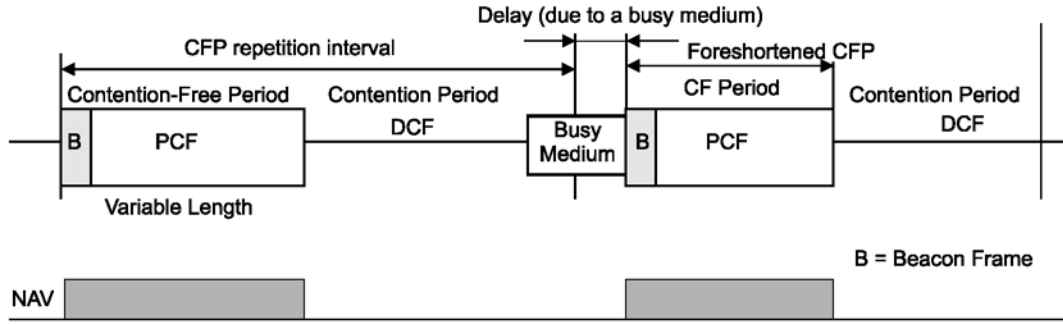 Delay (due to a busy medium)
CFP repetition interval
Foreshortened CFP
Contention-Free Period
Contention Period
CF Period
Contention Period
DCF
DCF
B
PCF
Busy
Medium
B
PCF
Variable Length
B = Beacon Frame
NAV